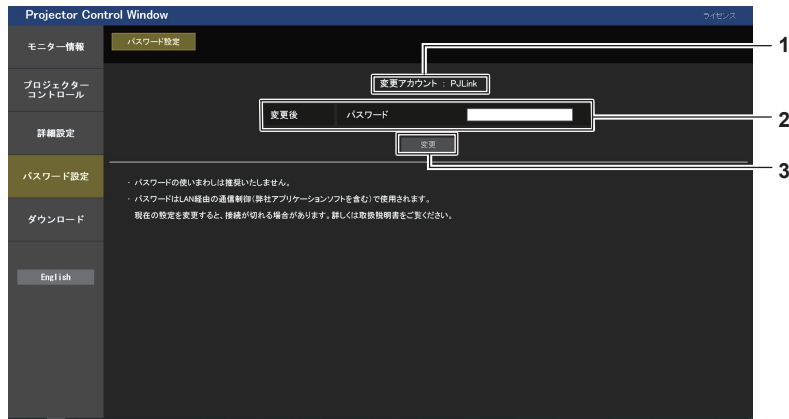 Projector Control Window
ライセンス
モニター情報
プロジェクター
コントロール
詳細設定
パスワード設定
ダウンロード
English
パスワード設定
変更アカウント : PJLink
変更後 パスワード
変更
・パスワードの使いまわしは推奨いたしません。
・パスワードはLAN経由の通信制御(弊社アプリケーションソフトを含む)で使用されます。
現在の設定を変更すると、接続が切れる場合があります。詳しくは取扱説明書をご覧ください。
1
2
3